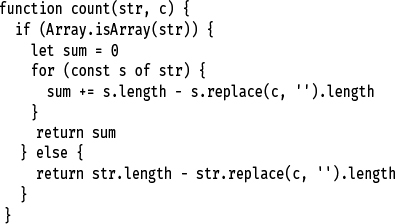 function count(str, c) {
  if (Array.isArray(str)) {
    let sum = 0
    for (const s of str) {
      sum += s.length - s.replace(c, '').length
    }
    return sum
  } else {
    return str.length - str.replace(c, '').length
  }
}